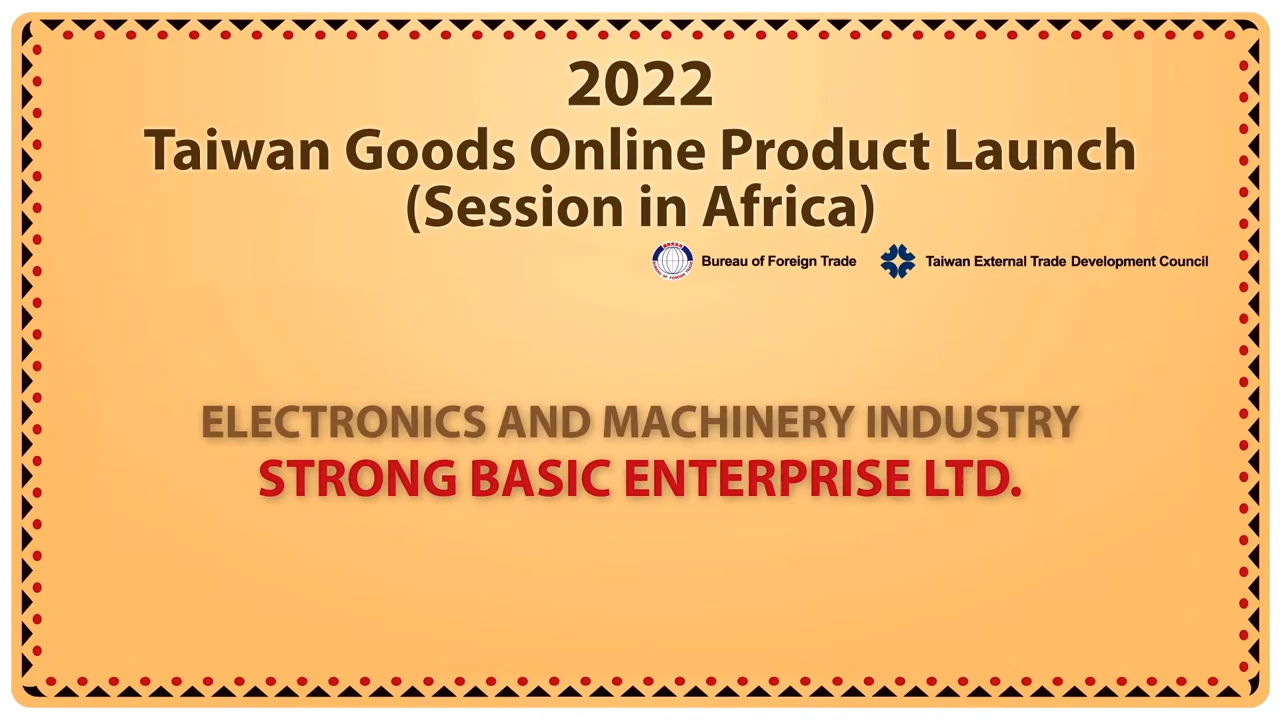 2022
Taiwan Goods Online Product Launch
(Session in Africa)
Bureau of Foreign Trade Taiwan External Trade Development Council
ELECTRONICS AND MACHINERY INDUSTRY
STRONG BASIC ENTERPRISE LTD.